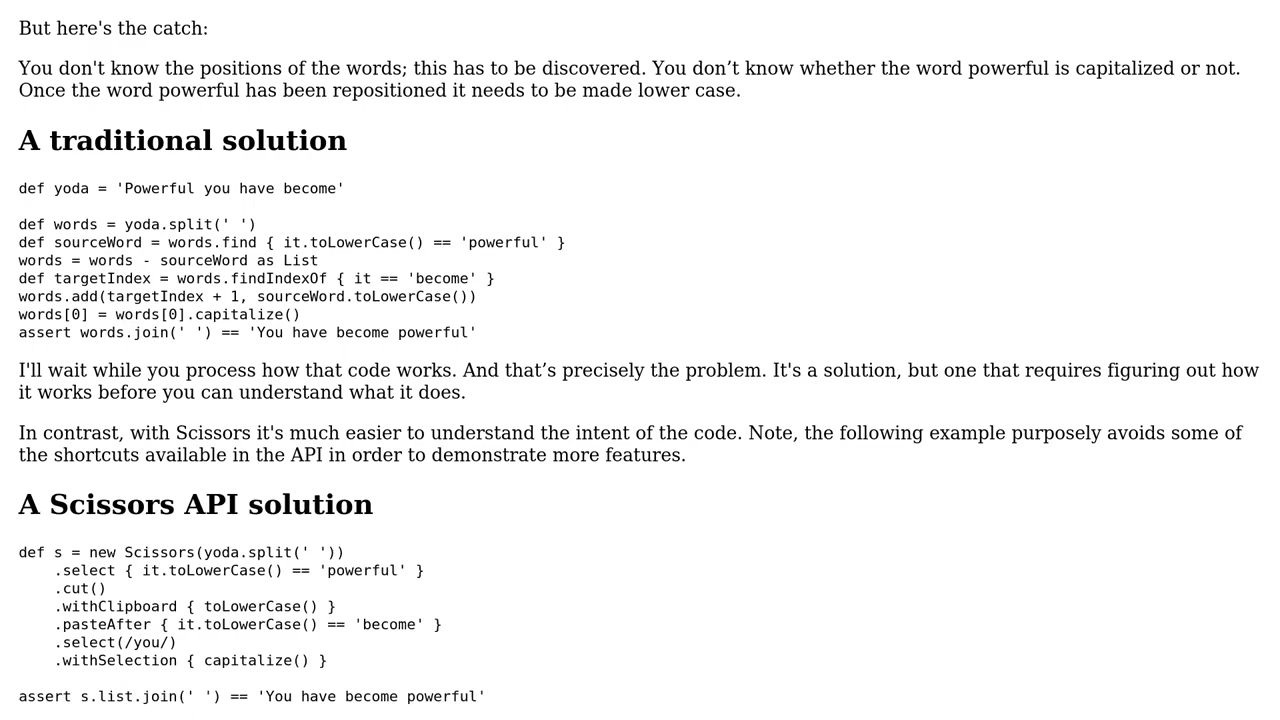 But here's the catch:
You don't know the positions of the words; this has to be discovered. You don’t know whether the word powerful is capitalized or not.
Once the word powerful has been repositioned it needs to be made lower case.
A traditional solution
def yoda = 'Powerful you have become'
def words = yoda.split(' ')
def sourceWord = words.find { it.toLowerCase() == 'powerful' }
words = words - sourceWord as List
def targetIndex = words.findIndexOf { it == 'become' }
words.add(targetIndex + 1, sourceWord.toLowerCase())
words[0] = words[0].capitalize()
assert words.join(' ') == 'You have become powerful'
I'll wait while you process how that code works. And that’s precisely the problem. It's a solution, but one that requires figuring out how
it works before you can understand what it does.
In contrast, with Scissors it's much easier to understand the intent of the code. Note, the following example purposely avoids some of
the shortcuts available in the API in order to demonstrate more features.
A Scissors API solution
def s = new Scissors(yoda.split(' '))
    .select { it.toLowerCase() == 'powerful' }
    .cut()
    .withClipboard { toLowerCase() }
    .pasteAfter { it.toLowerCase() == 'become' }
    .select(/you/)
    .withSelection { capitalize() }
assert s.list.join(' ') == 'You have become powerful'